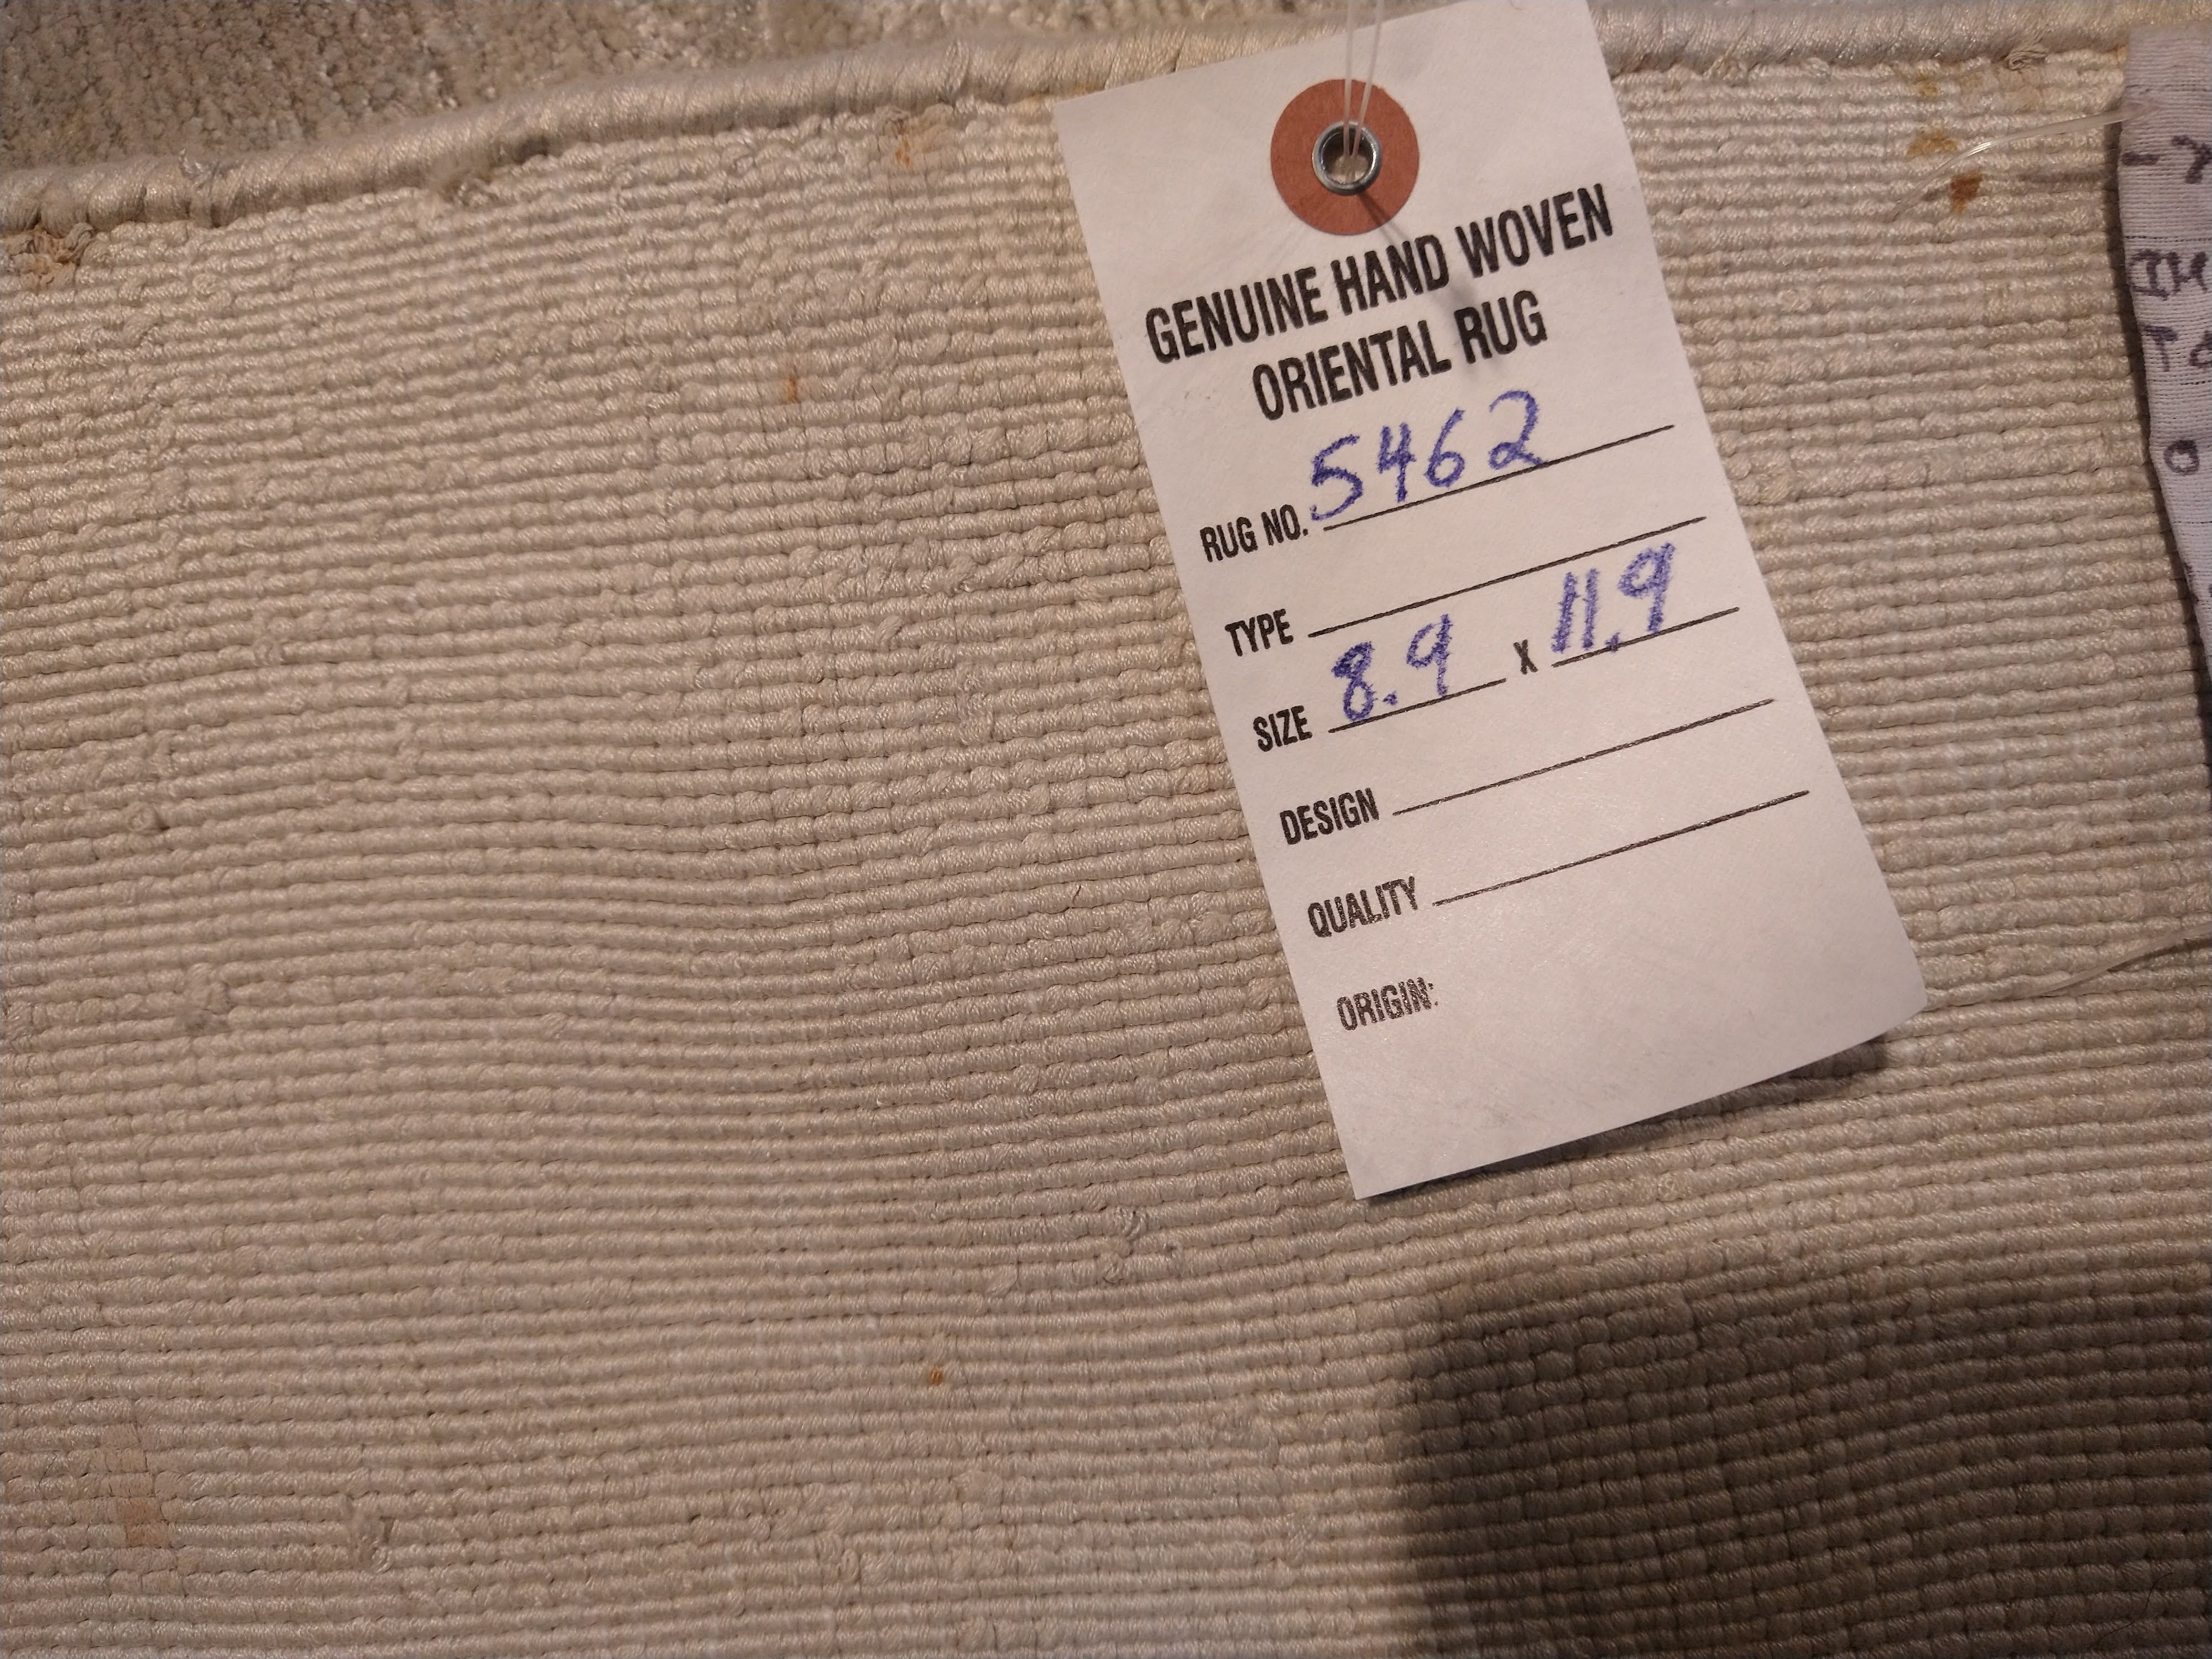 GENUINE HAND WOVEN
ORIENTAL RUG
RUG NO. 5462
TYPE
SIZE 8.9 X 11.9
DESIGN
QUALITY
ORIGIN: